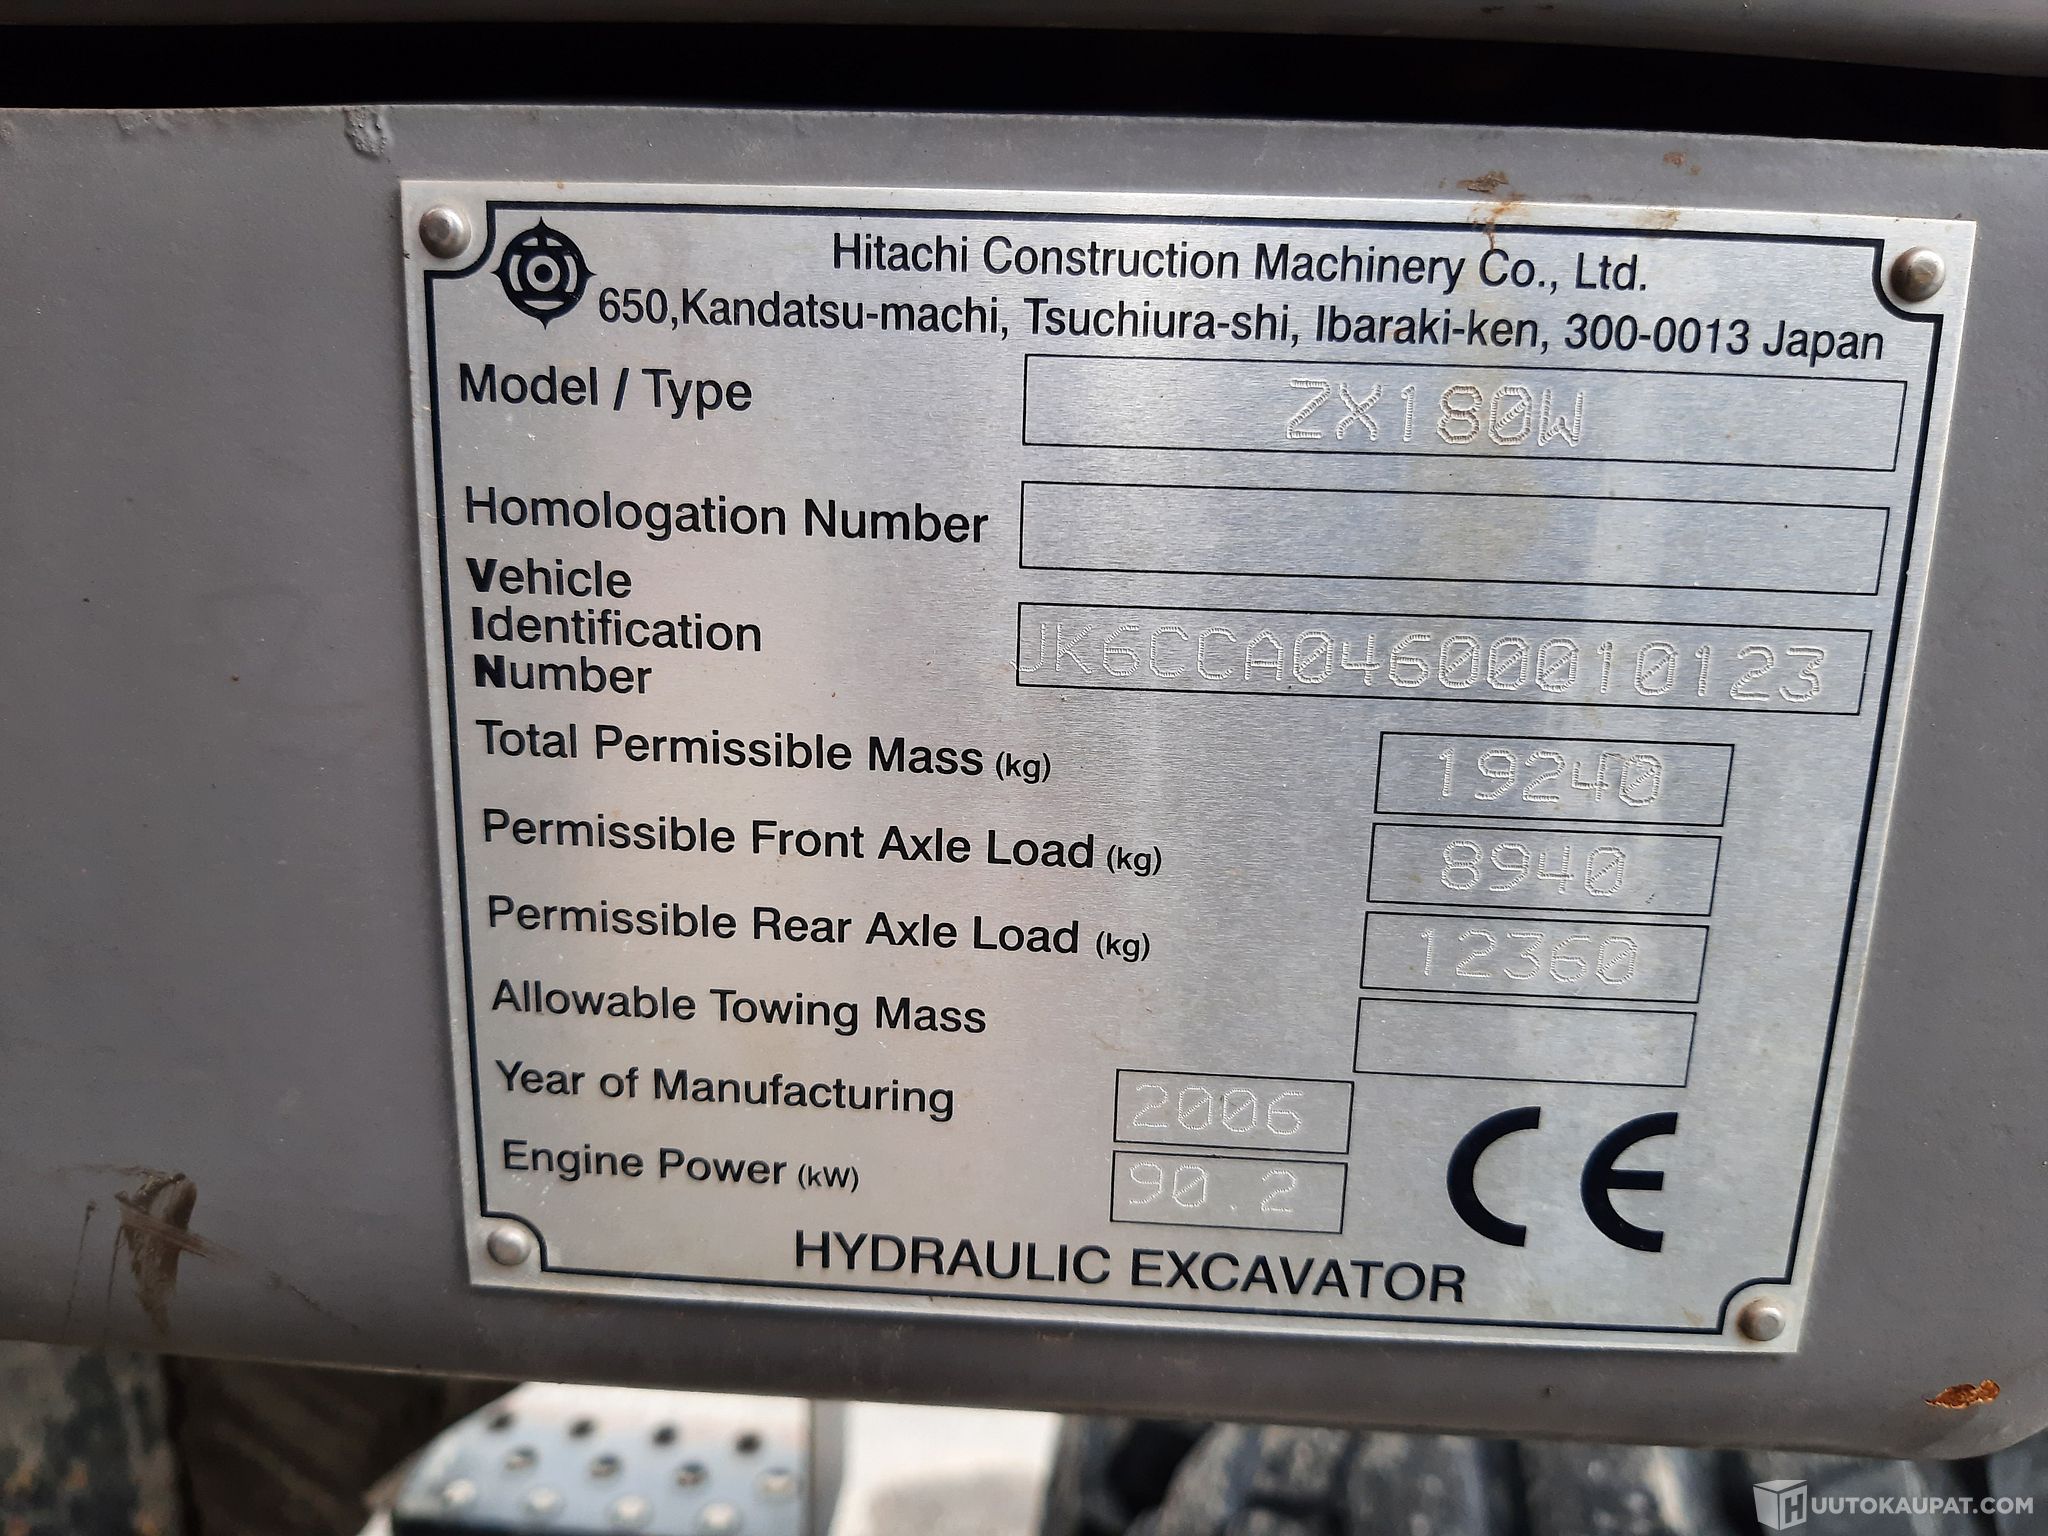 Hitachi Construction Machinery Co., Ltd.
650,Kandatsu-machi, Tsuchiura-shi, Ibaraki-ken, 300-0013 Japan
Model / Type ZX180W
Homologation Number
Vehicle
Identification
Number JK6CCA04600010123
Total Permissible Mass (kg) 19240
Permissible Front Axle Load (kg) 8940
Permissible Rear Axle Load (kg) 12360
Allowable Towing Mass
Year of Manufacturing 2006
Engine Power (kW) 90.2
CE
HYDRAULIC EXCAVATOR
HUUTOKAUPAT.COM